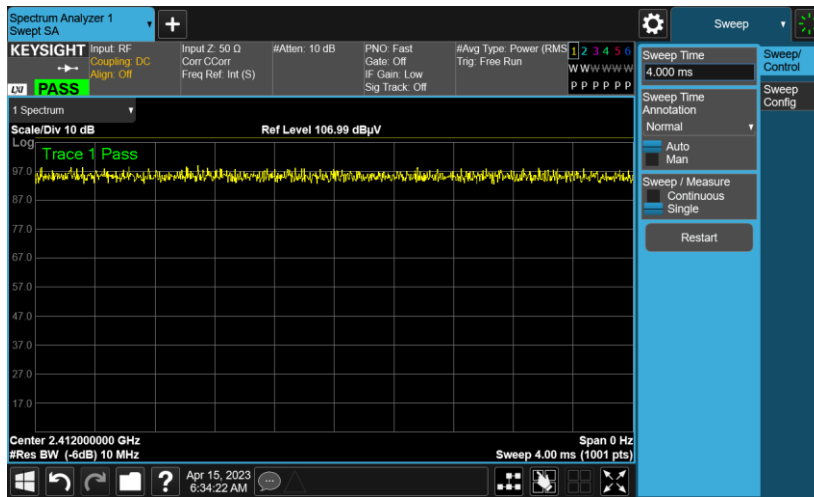 Spectrum Analyzer 1
Swept SA
Sweep
KEYSIGHT
Input: RF
Coupling: DC
Align: Off
Input Z: 50 Ω
Corr CCorr
Freq Ref: Int (S)
#Atten: 10 dB
PNO: Fast
Gate: Off
IF Gain: Low
Sig Track: Off
#Avg Type: Power (RMS
Trig: Free Run
1 2 3 4 5 6
W W W W W W
P P P P P P
LXI PASS
Sweep Time
4.000 ms
Sweep Time
Annotation
Normal
Auto
Man
Sweep / Measure
Continuous
Single
Restart
Sweep/
Control
Sweep
Config
1 Spectrum
Scale/Div 10 dB
Ref Level 106.99 dBµV
Log
Trace 1 Pass
97.0
87.0
77.0
67.0
57.0
47.0
37.0
27.0
17.0
Center 2.412000000 GHz
Span 0 Hz
#Res BW (-6dB) 10 MHz
Sweep 4.00 ms (1001 pts)
?
Apr 15, 2023
6:34:22 AM